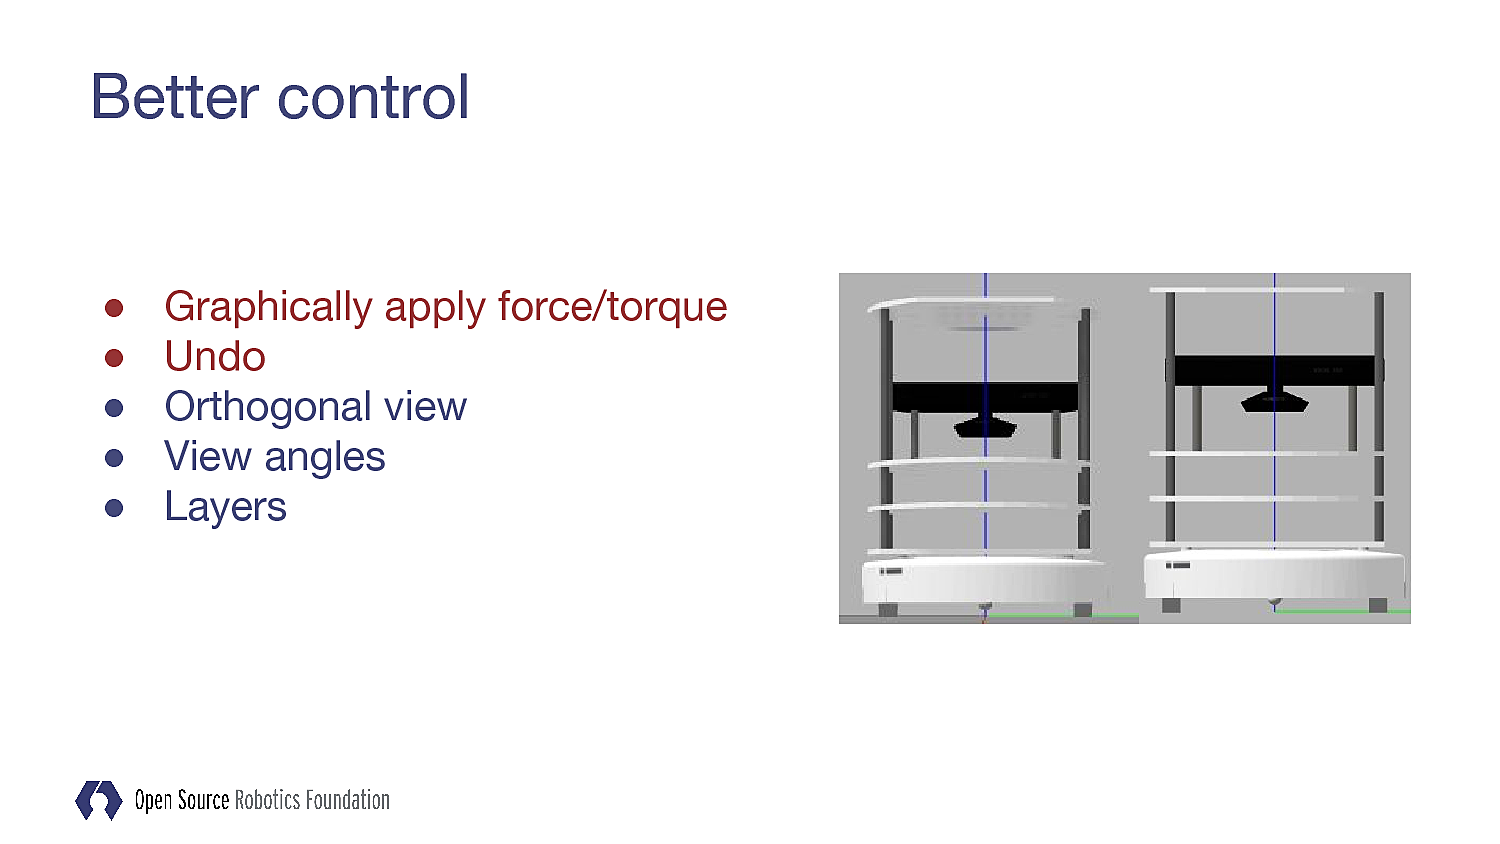 Better control
● Graphically apply force/torque
● Undo
● Orthogonal view
● View angles
● Layers
Open Source Robotics Foundation